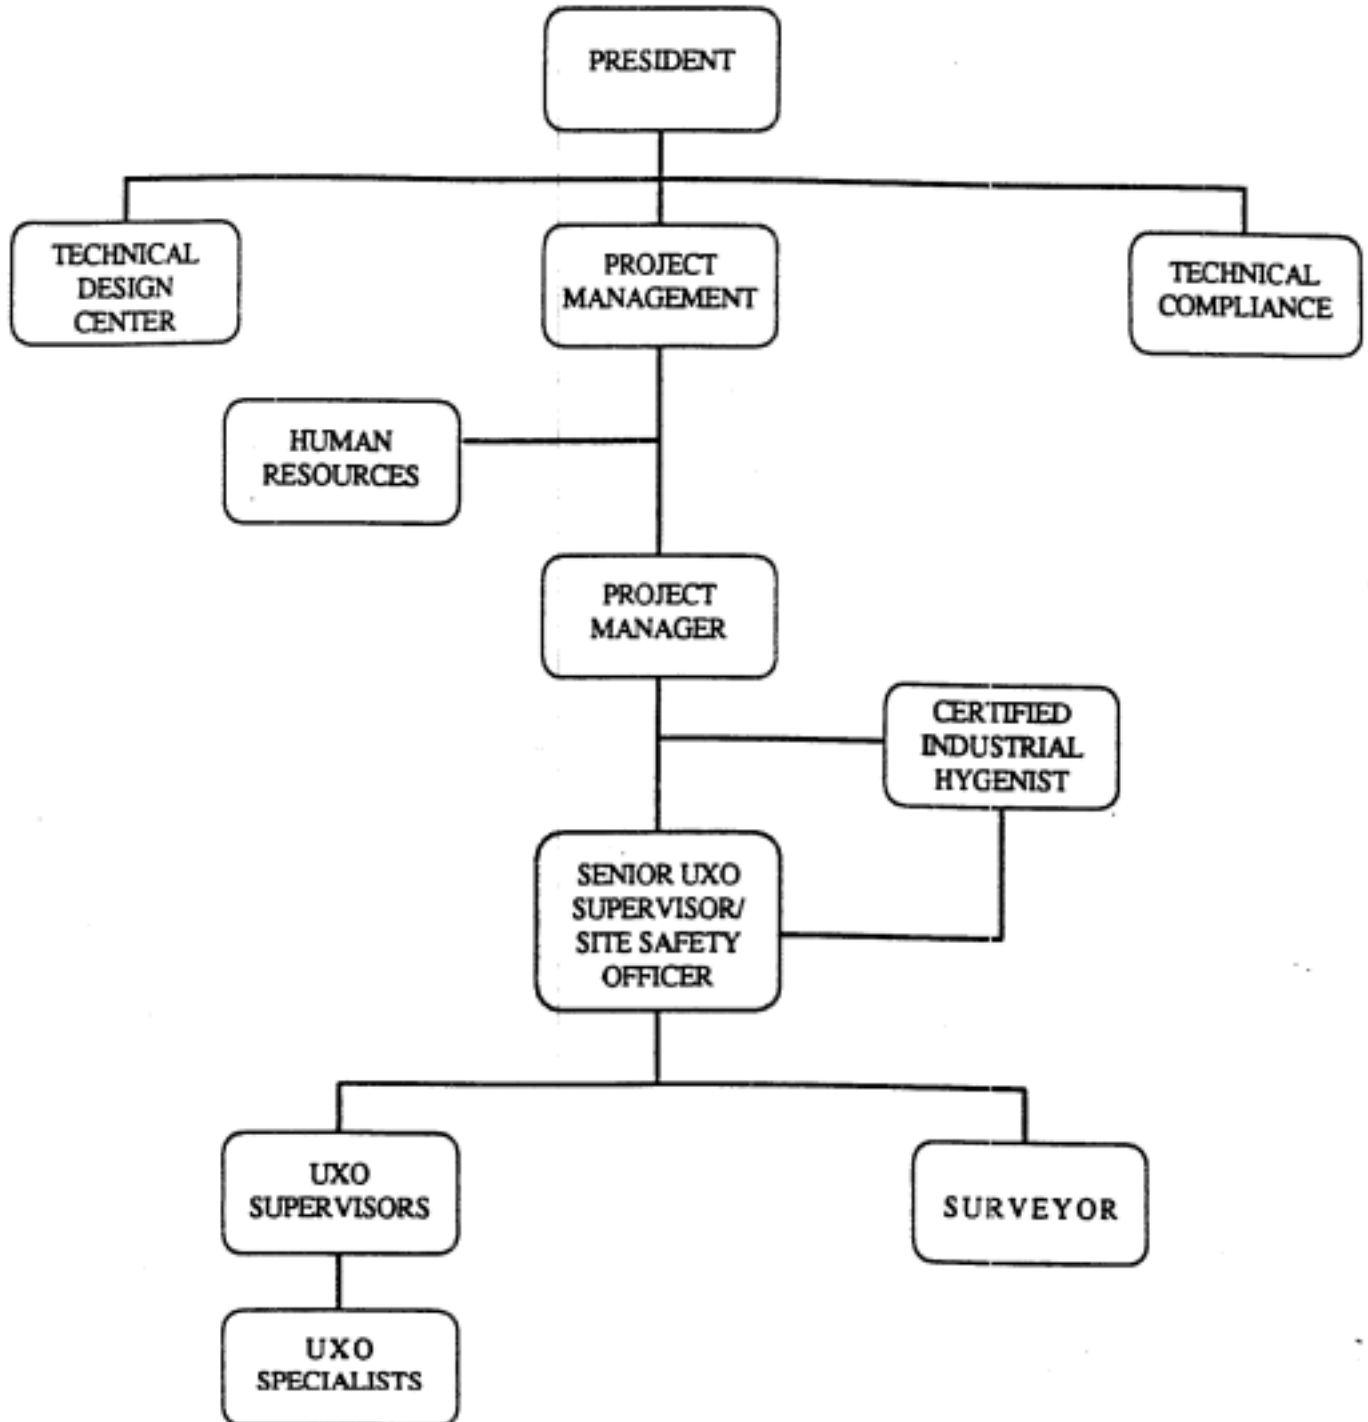 PRESIDENT
TECHNICAL
DESIGN
CENTER
PROJECT
MANAGEMENT
TECHNICAL
COMPLIANCE
HUMAN
RESOURCES
PROJECT
MANAGER
CERTIFIED
INDUSTRIAL
HYGENIST
SENIOR UXO
SUPERVISOR/
SITE SAFETY
OFFICER
UXO
SUPERVISORS
SURVEYOR
UXO
SPECIALISTS